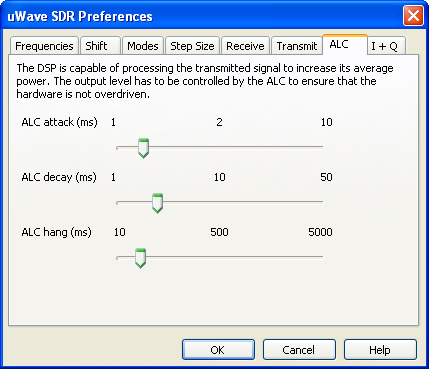 uWave SDR Preferences
Frequencies Shift Modes Step Size Receive Transmit ALC I + Q
The DSP is capable of processing the transmitted signal to increase its average
power. The output level has to be controlled by the ALC to ensure that the
hardware is not overdriven.
ALC attack (ms) 1 2 10
ALC decay (ms) 1 10 50
ALC hang (ms) 10 500 5000
OK Cancel Help